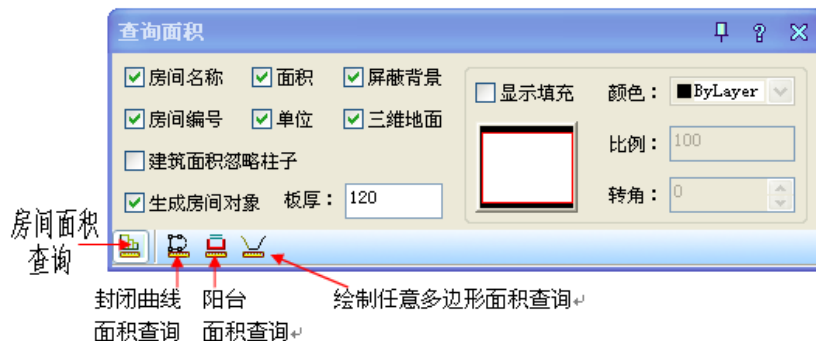 查询面积
房间名称 面积 屏蔽背景
显示填充 颜色： ByLayer
房间编号 单位 三维地面
比例： 100
建筑面积忽略柱子
生成房间对象 板厚： 120
转角： 0
房间面积
查询
封闭曲线 阳台 绘制任意多边形面积查询↵
面积查询 面积查询↵